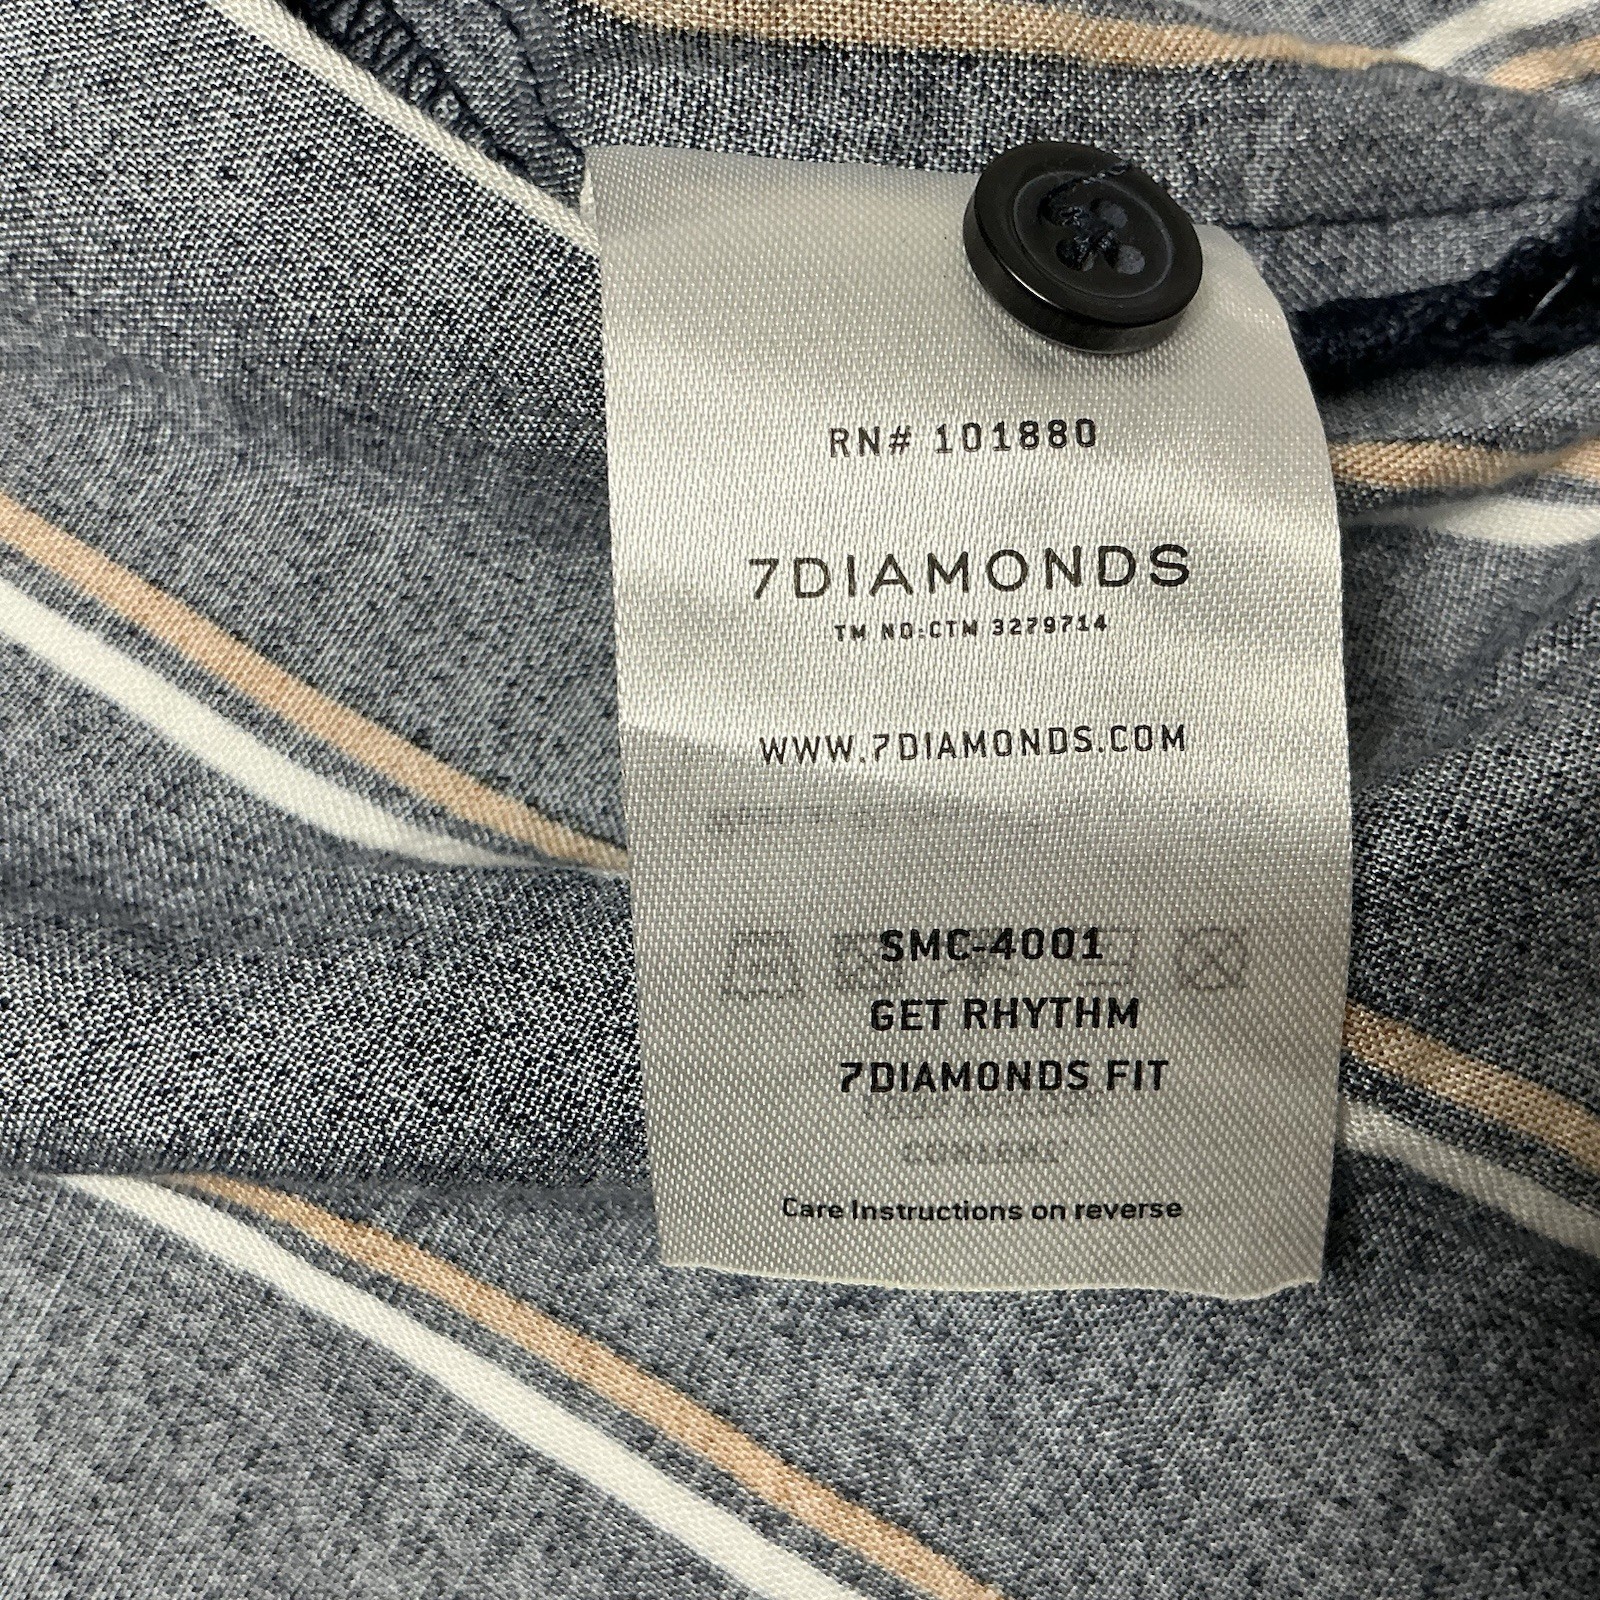 RN# 101880
7DIAMONDS
TM NO:CTM 3279714
WWW.7DIAMONDS.COM
SMC-4001
GET RHYTHM
7DIAMONDS FIT
Care Instructions on reverse